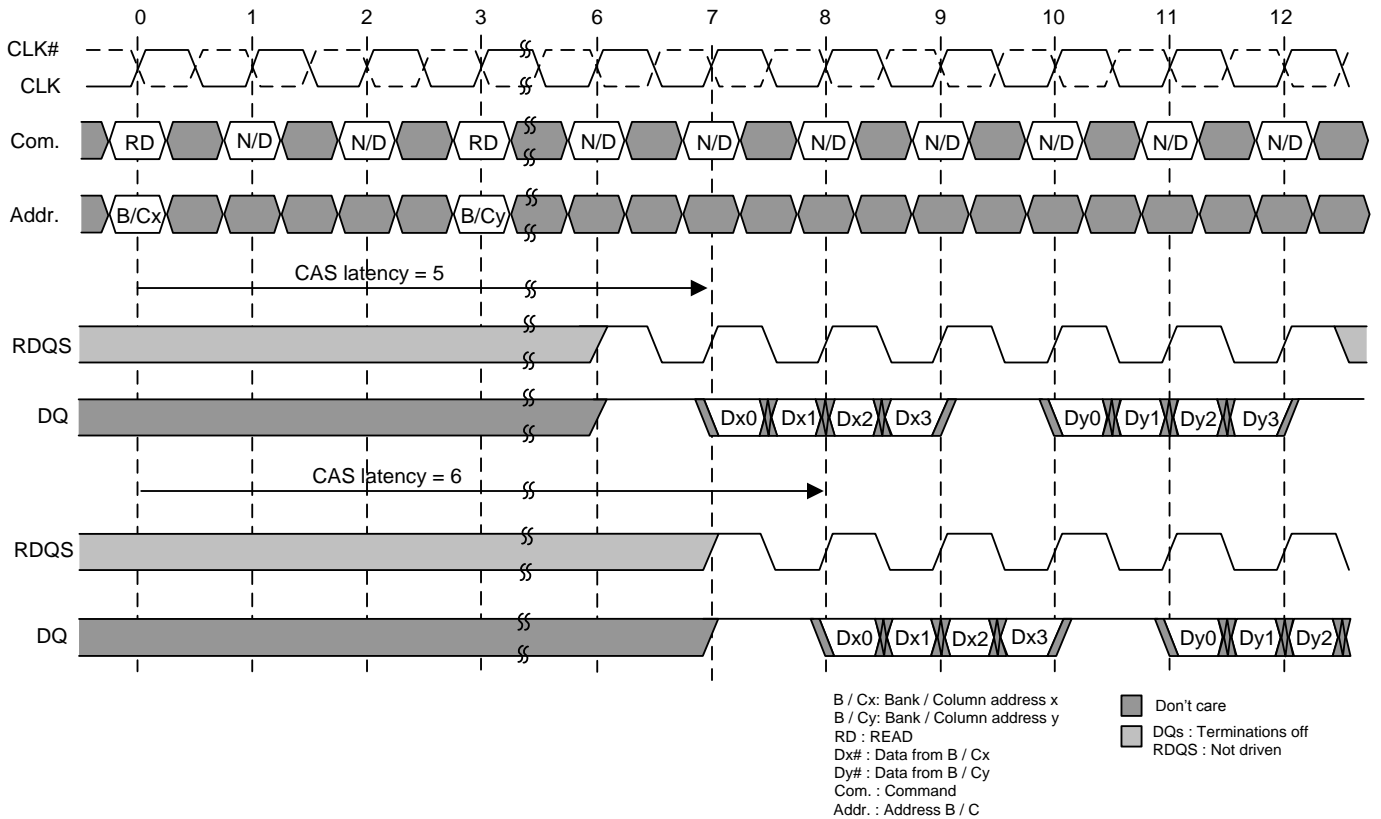 0 1 2 3 6 7 8 9 10 11 12
CLK#
CLK
Com. RD N/D N/D RD N/D N/D N/D N/D N/D N/D N/D
Addr. B/Cx B/Cy
CAS latency = 5
RDQS
DQ Dx0 Dx1 Dx2 Dx3 Dy0 Dy1 Dy2 Dy3
CAS latency = 6
RDQS
DQ Dx0 Dx1 Dx2 Dx3 Dy0 Dy1 Dy2
B / Cx: Bank / Column address x
B / Cy: Bank / Column address y
RD : READ
Dx# : Data from B / Cx
Dy# : Data from B / Cy
Com. : Command
Addr. : Address B / C
Don't care
DQs : Terminations off
RDQS : Not driven